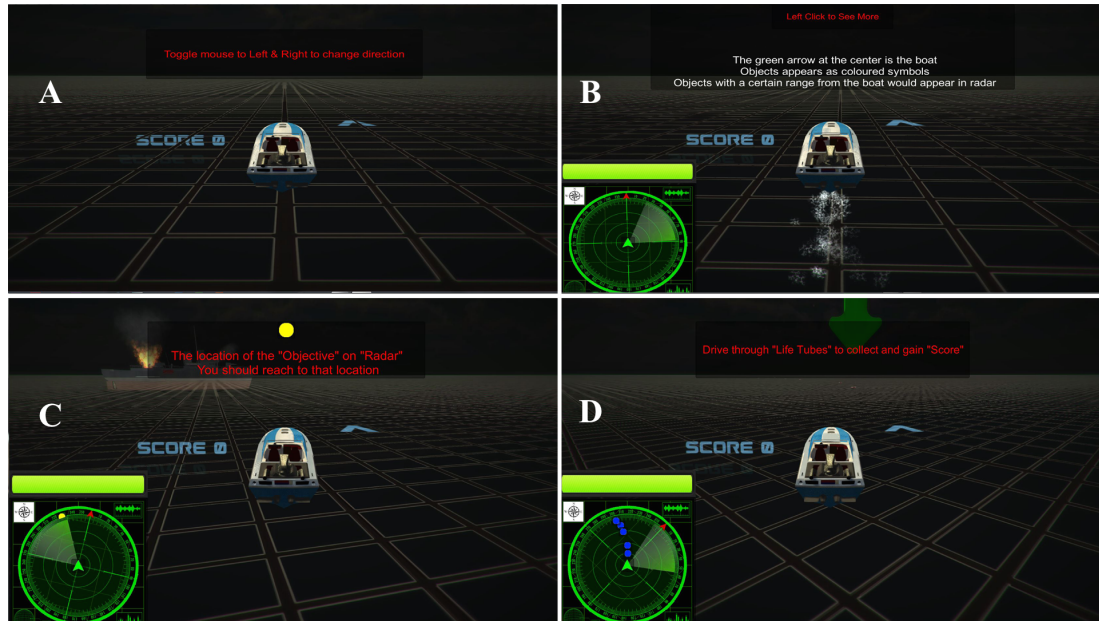 Toggle mouse to Left & Right to change direction
A
SCORE 0
Left Click to See More
The green arrow at the center is the boat
Objects appears as coloured symbols
Objects with a certain range from the boat would appear in radar
B
SCORE 0
The location of the "Objective" on "Radar"
You should reach to that location
C
SCORE 0
Drive through "Life Tubes" to collect and gain "Score"
D
SCORE 0